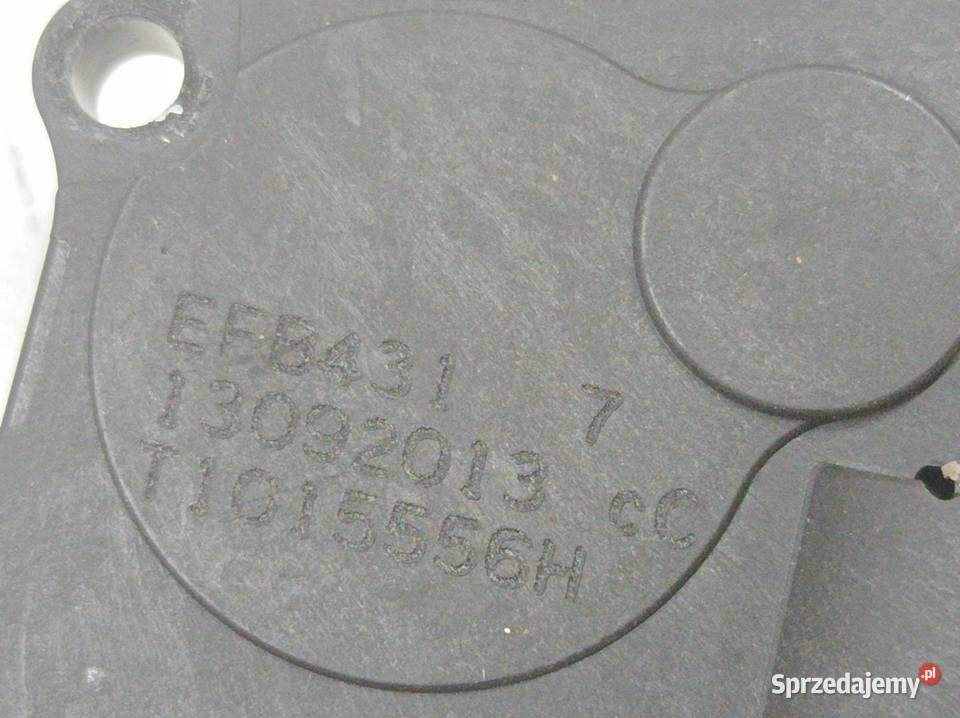 EFB431 7
13092013 cC
T1015556H
Sprzedajemy.pl